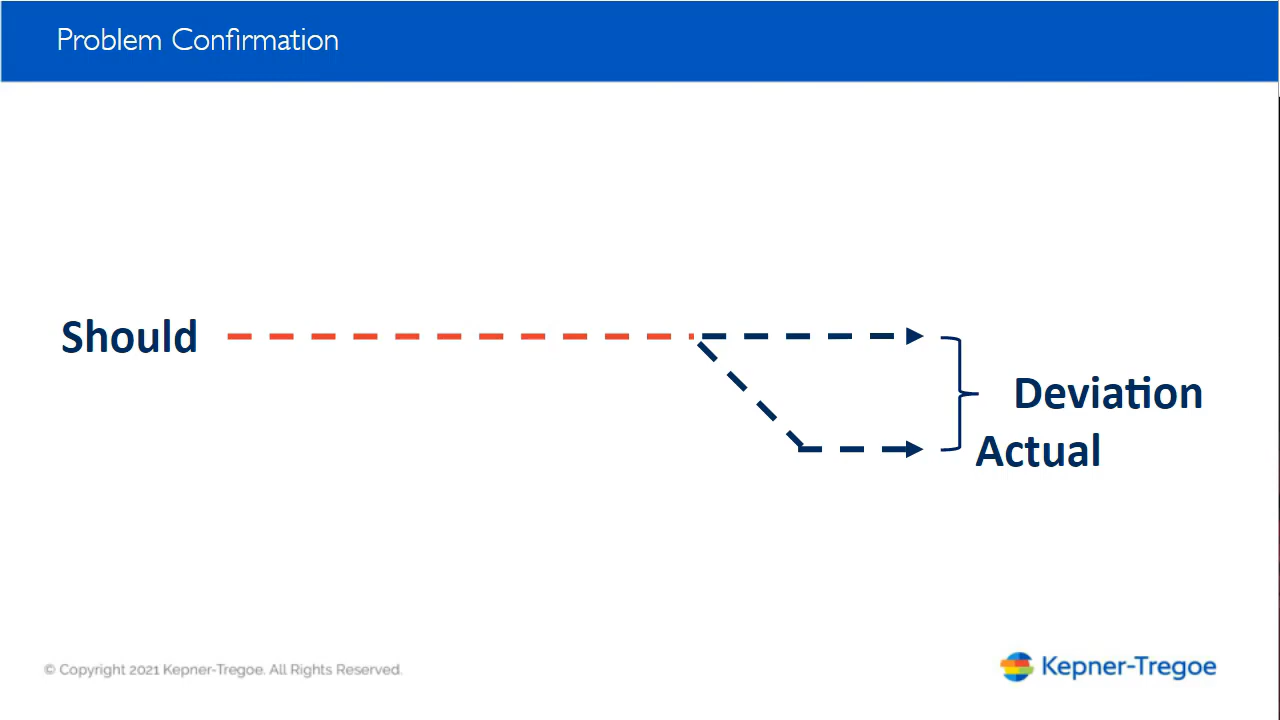 Problem Confirmation
Should
Deviation
Actual
© Copyright 2021 Kepner-Tregoe. All Rights Reserved.
Kepner-Tregoe